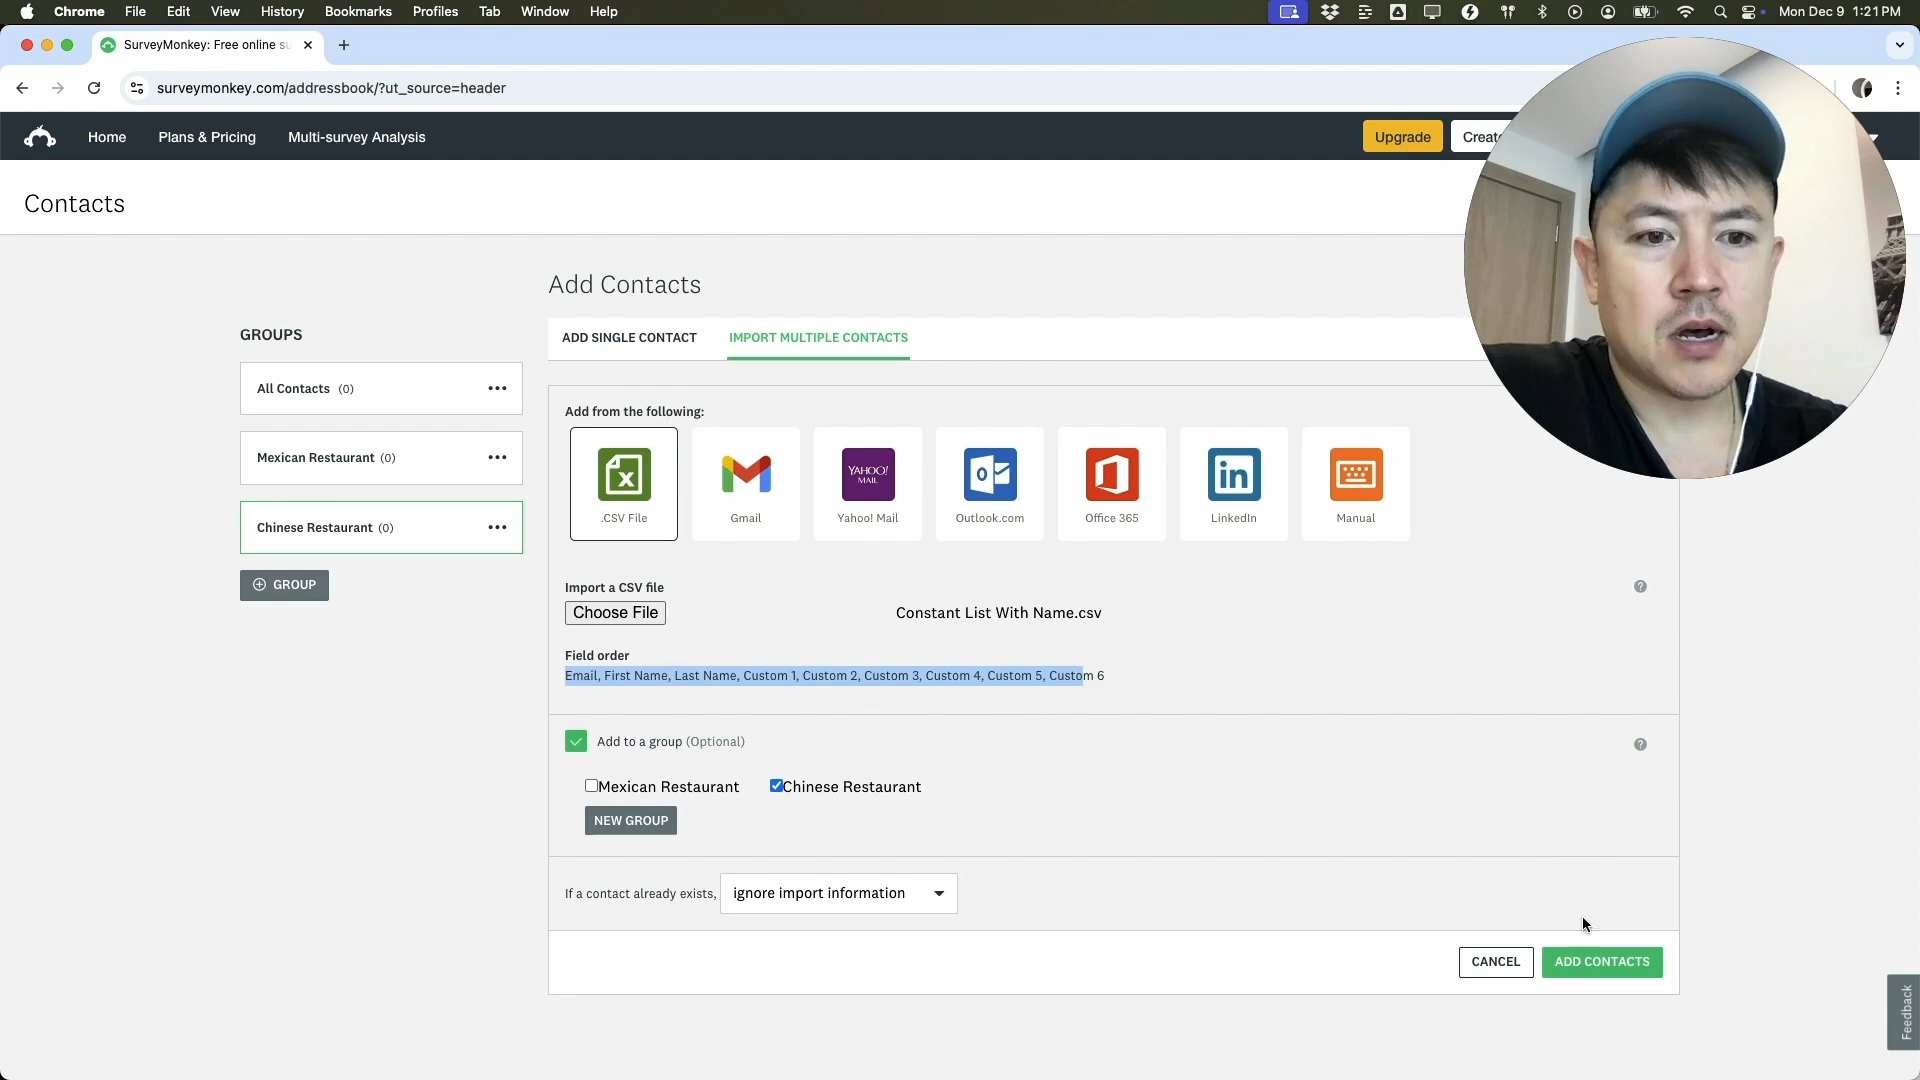 Chrome File Edit View History Bookmarks Profiles Tab Window Help Mon Dec 9 1:21 PM
SurveyMonkey: Free online su
surveymonkey.com/addressbook/?ut_source=header
Home Plans & Pricing Multi-survey Analysis Upgrade Create
Contacts
Add Contacts
GROUPS
ADD SINGLE CONTACT IMPORT MULTIPLE CONTACTS
All Contacts (0)
Mexican Restaurant (0)
Chinese Restaurant (0)
GROUP
Add from the following:
YAHOO! MAIL
.CSV File Gmail Yahoo! Mail Outlook.com Office 365 LinkedIn Manual
Import a CSV file
Choose File Constant List With Name.csv
Field order
Email, First Name, Last Name, Custom 1, Custom 2, Custom 3, Custom 4, Custom 5, Custom 6
Add to a group (Optional)
Mexican Restaurant Chinese Restaurant
NEW GROUP
If a contact already exists, ignore import information
CANCEL ADD CONTACTS
Feedback